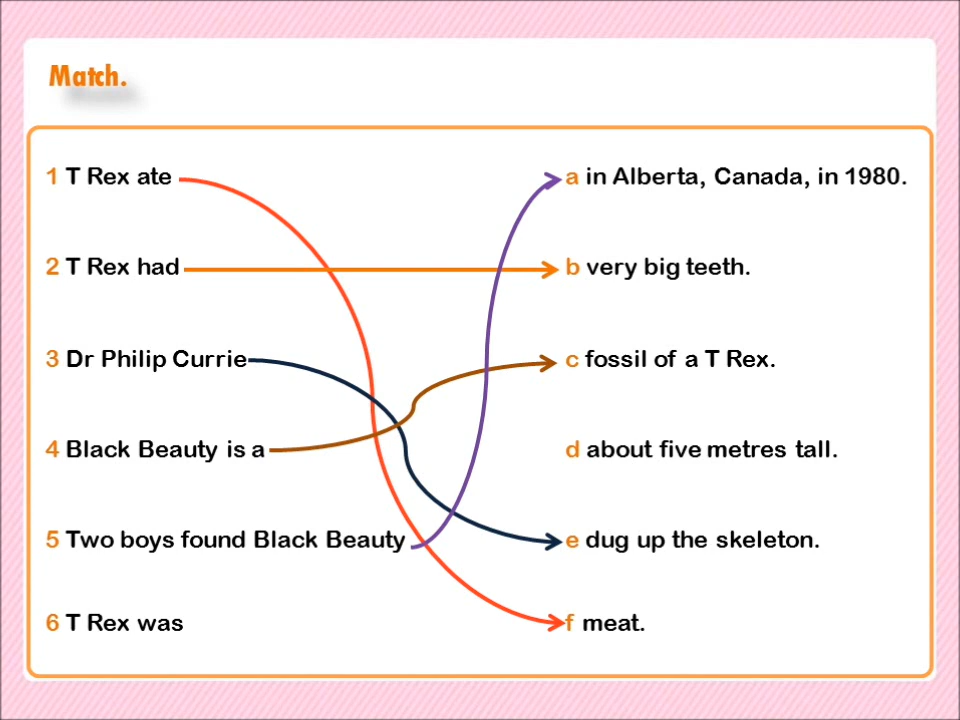 Match.
1 T Rex ate
a in Alberta, Canada, in 1980.
2 T Rex had
b very big teeth.
3 Dr Philip Currie
c fossil of a T Rex.
4 Black Beauty is a
d about five metres tall.
5 Two boys found Black Beauty
e dug up the skeleton.
6 T Rex was
f meat.